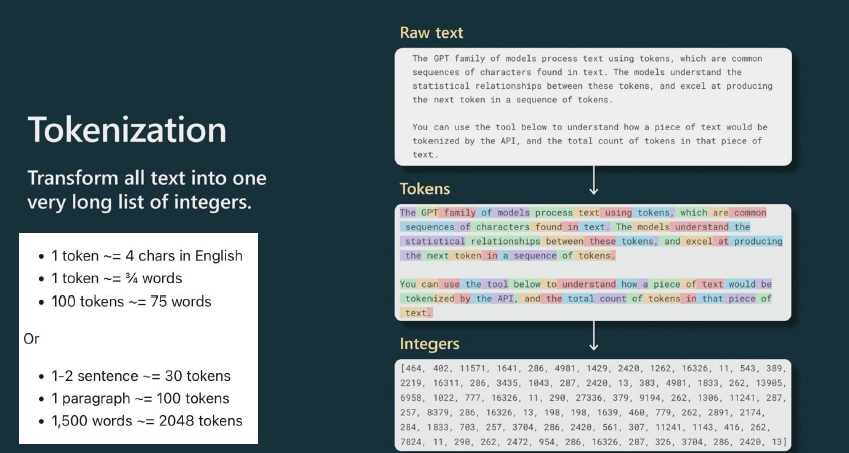 Tokenization
Transform all text into one
very long list of integers.
• 1 token ~= 4 chars in English
• 1 token ~= ¾ words
• 100 tokens ~= 75 words
Or
• 1-2 sentence ~= 30 tokens
• 1 paragraph ~= 100 tokens
• 1,500 words ~= 2048 tokens
Raw text
The GPT family of models process text using tokens, which are common
sequences of characters found in text. The models understand the
statistical relationships between these tokens, and excel at producing
the next token in a sequence of tokens.
You can use the tool below to understand how a piece of text would be
tokenized by the API, and the total count of tokens in that piece of
text.
Tokens
The GPT family of models process text using tokens, which are common
sequences of characters found in text. The models understand the
statistical relationships between these tokens, and excel at producing
the next token in a sequence of tokens.
You can use the tool below to understand how a piece of text would be
tokenized by the API, and the total count of tokens in that piece of
text.
Integers
[464, 402, 11571, 1641, 286, 4981, 1429, 2420, 1262, 16326, 11, 543, 389,
2219, 16311, 286, 3435, 1043, 287, 2420, 13, 383, 4981, 1833, 262, 13905,
6958, 1022, 777, 16326, 11, 290, 27336, 379, 9194, 262, 1306, 11241, 287,
257, 8379, 286, 16326, 13, 198, 198, 1639, 460, 779, 262, 2891, 2174,
284, 1833, 703, 257, 3704, 286, 2420, 561, 307, 11241, 1143, 416, 262,
7824, 11, 290, 262, 2472, 954, 286, 16326, 287, 326, 3704, 286, 2420, 13]